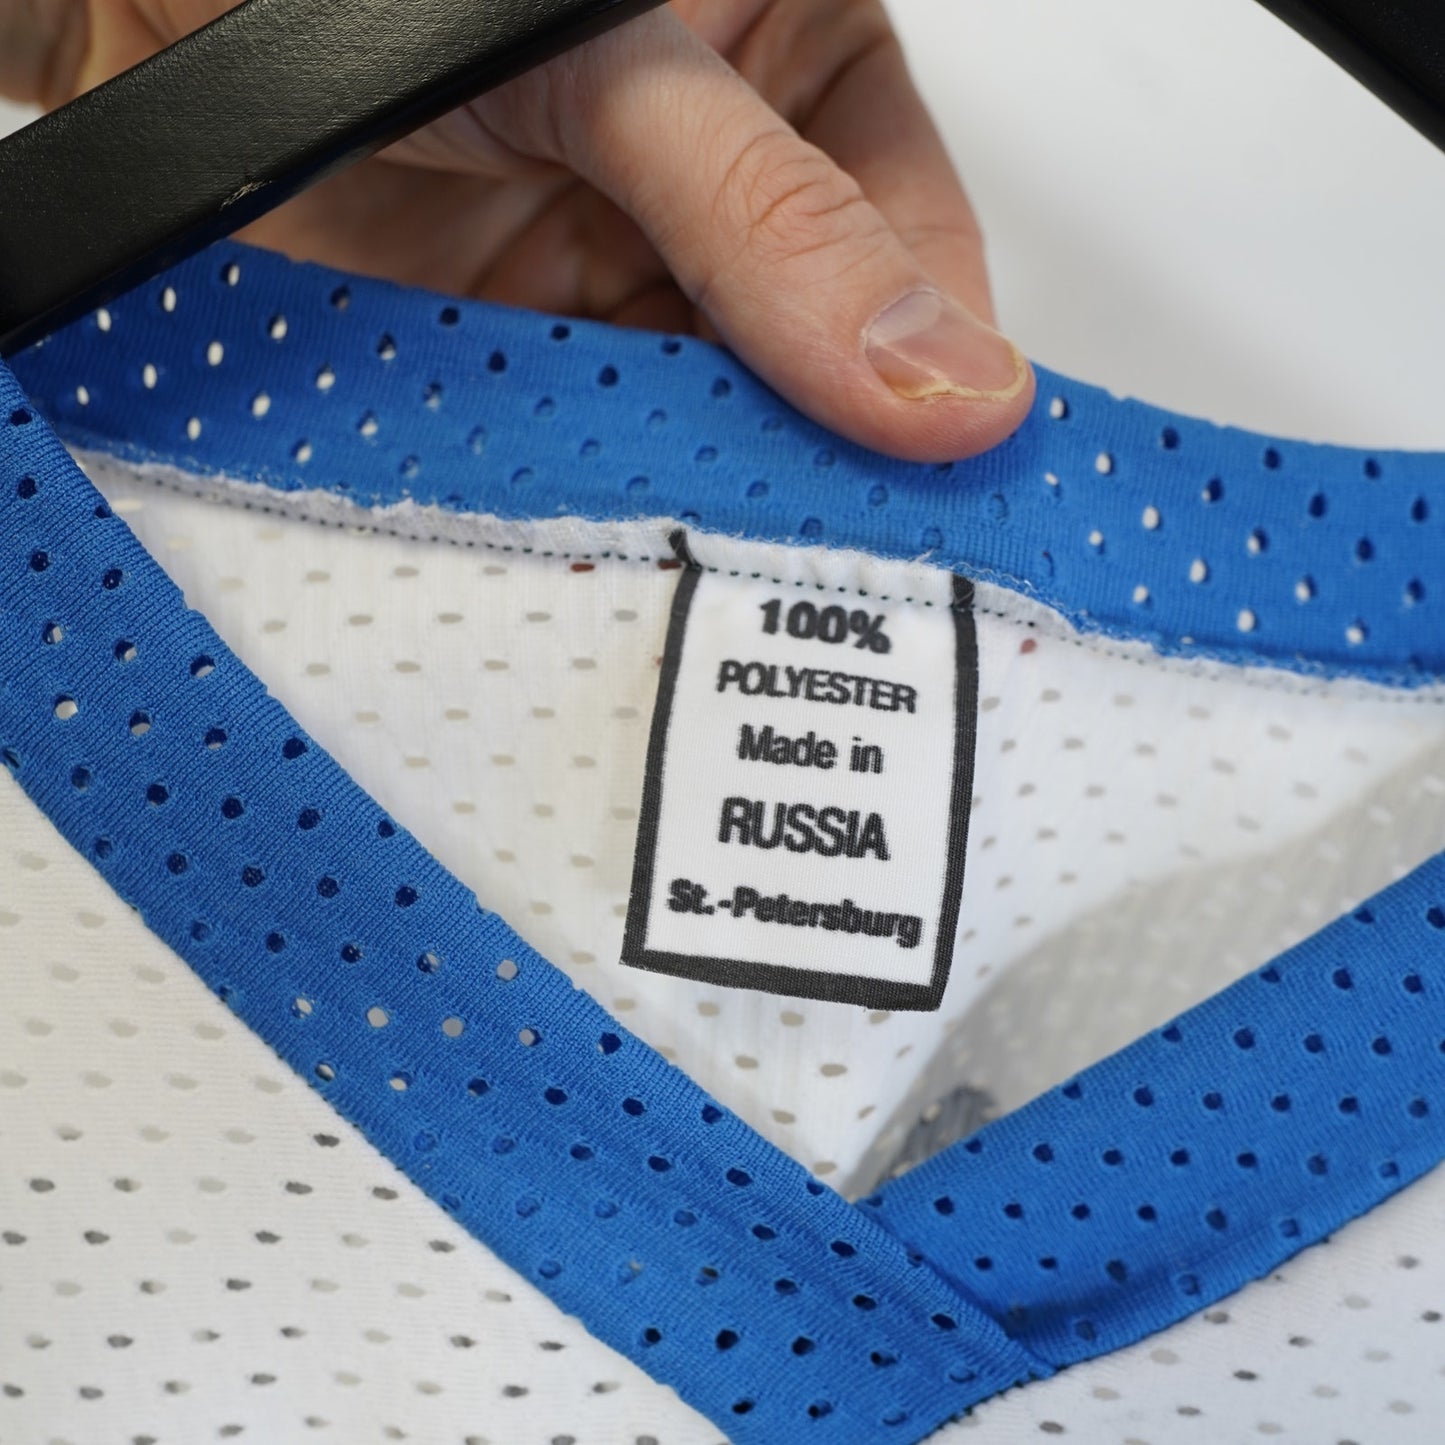 100%
POLYESTER
Made in
RUSSIA
St.-Petersburg